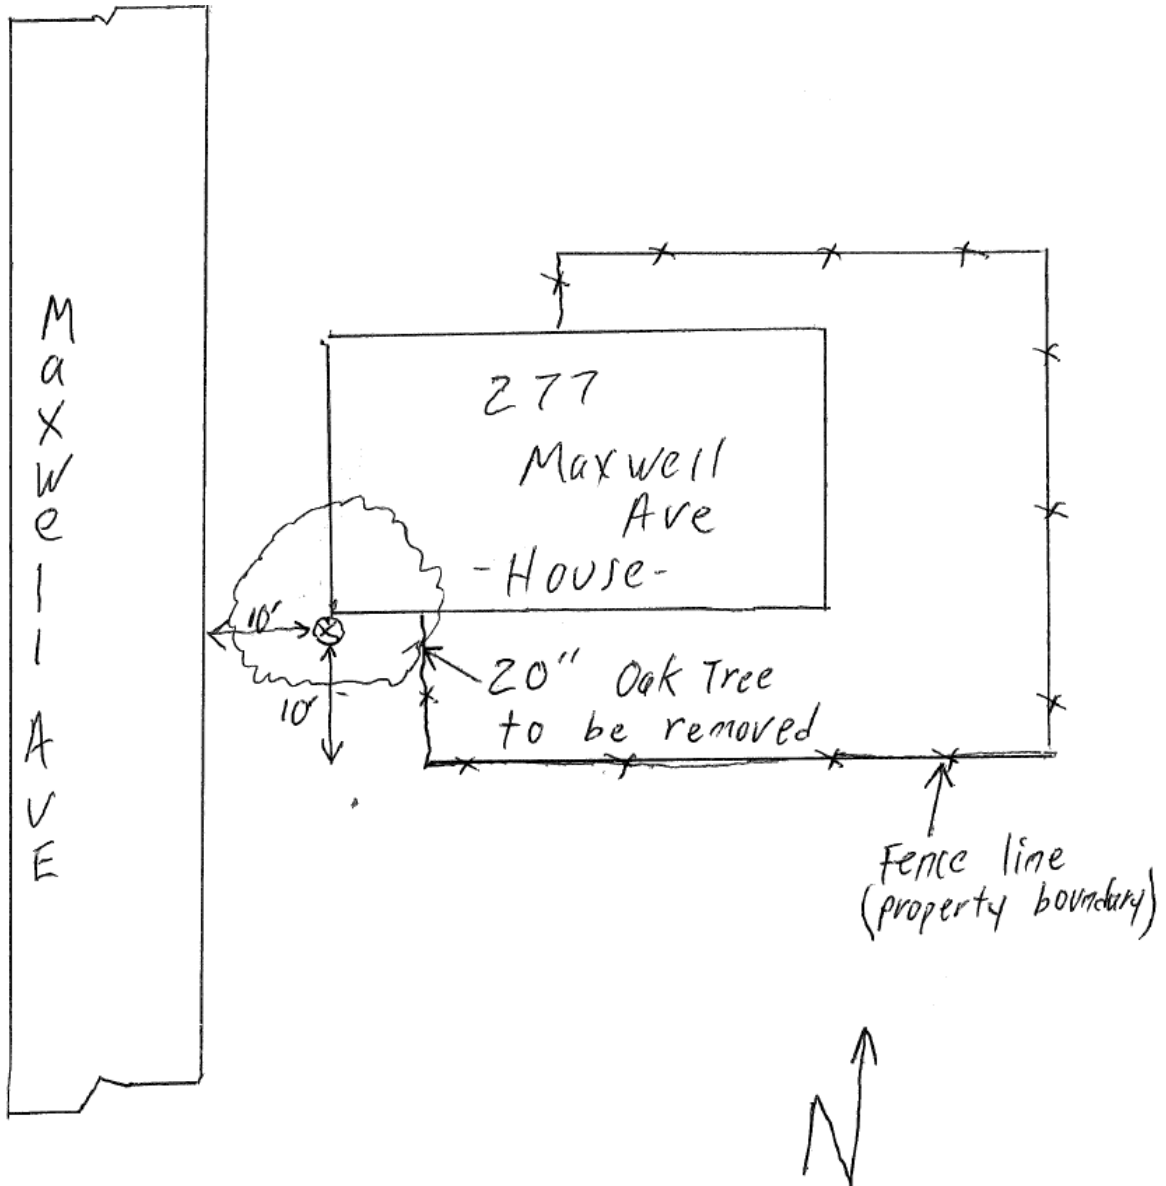 Maxwell AvE
277
Maxwell
Ave
-House-
10'
20" Oak Tree
to be removed
10'
Fence line
(property boundary)
N